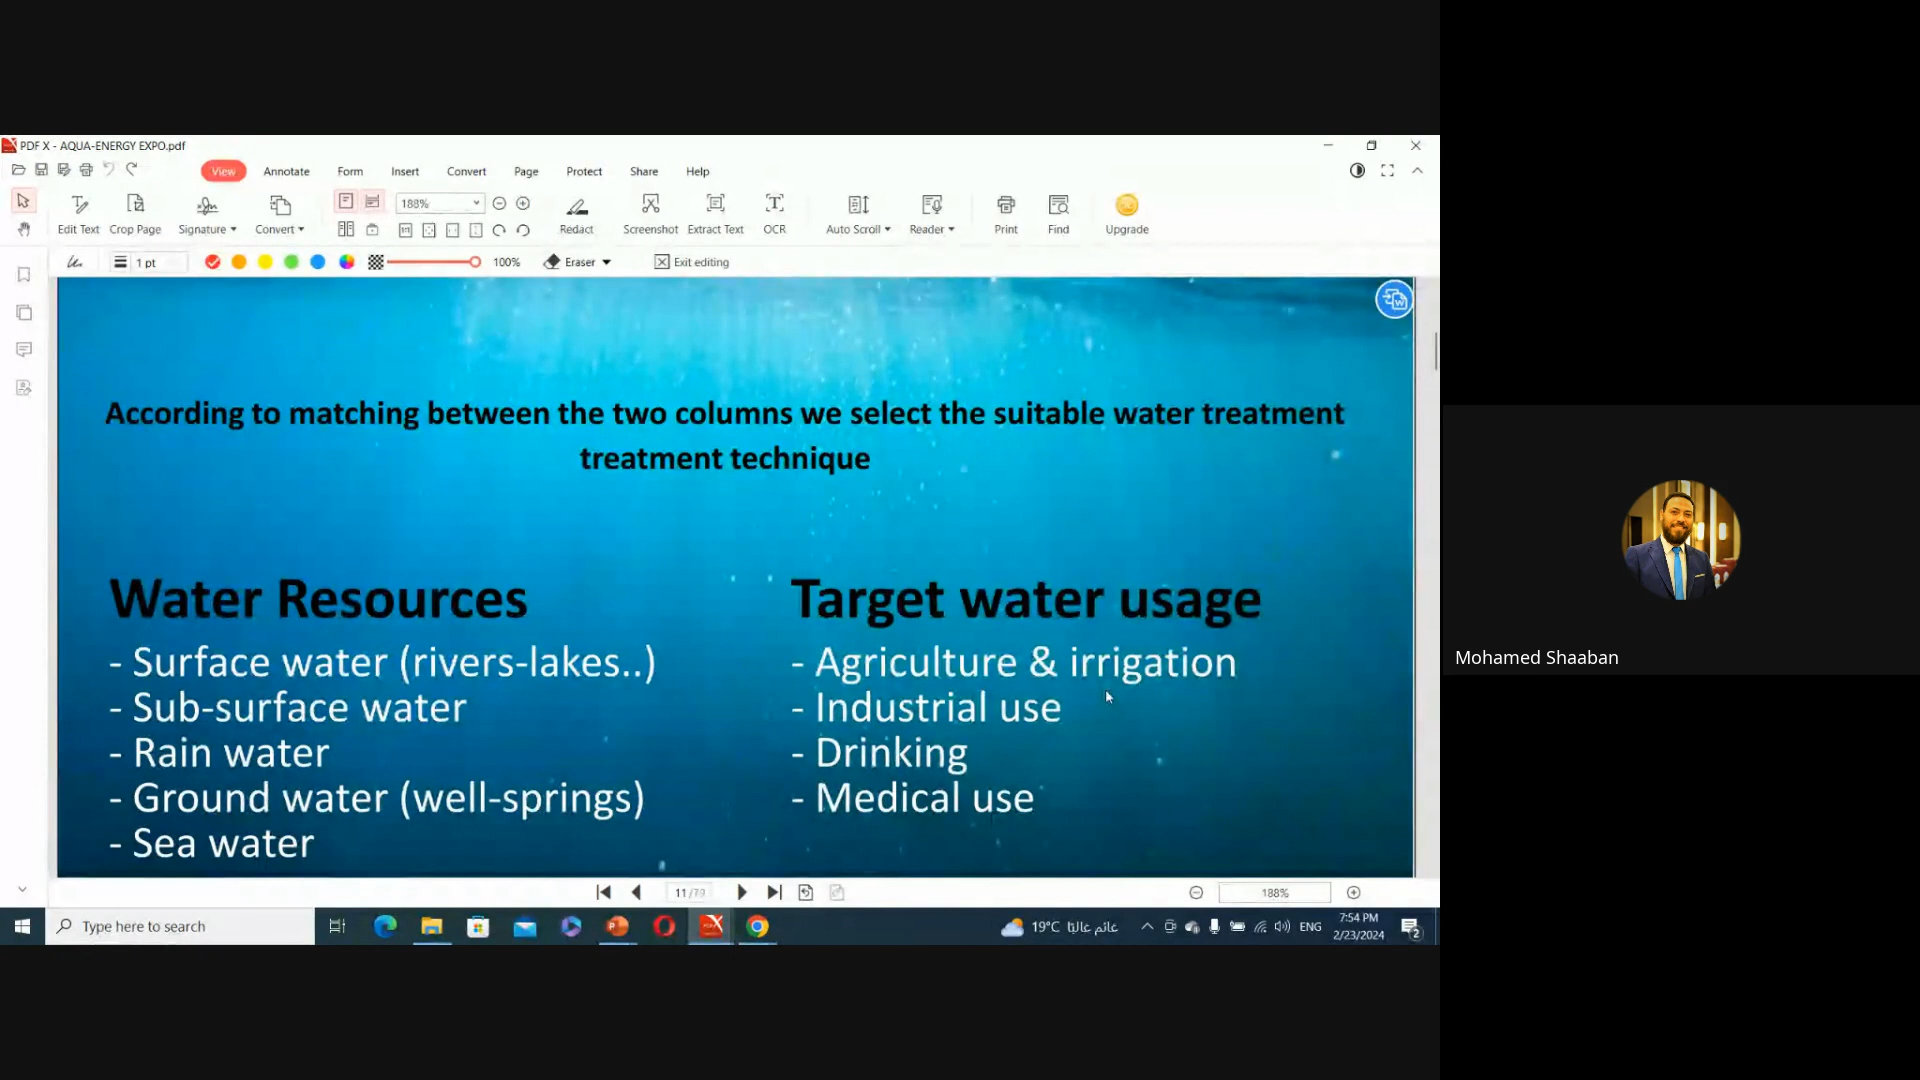 PDF X - AQUA-ENERGY EXPO.pdf
View Annotate Form Insert Convert Page Protect Share Help
188%
Edit Text Crop Page Signature Convert Redact Screenshot Extract Text OCR Auto Scroll Reader Print Find Upgrade
1 pt 100% Eraser Exit editing
According to matching between the two columns we select the suitable water treatment
treatment technique
Water Resources
- Surface water (rivers-lakes..)
- Sub-surface water
- Rain water
- Ground water (well-springs)
- Sea water
Target water usage
- Agriculture & irrigation
- Industrial use
- Drinking
- Medical use
Mohamed Shaaban
11/79 188%
Type here to search
19°C غائم غالبًا
ENG
7:54 PM
2/23/2024
2